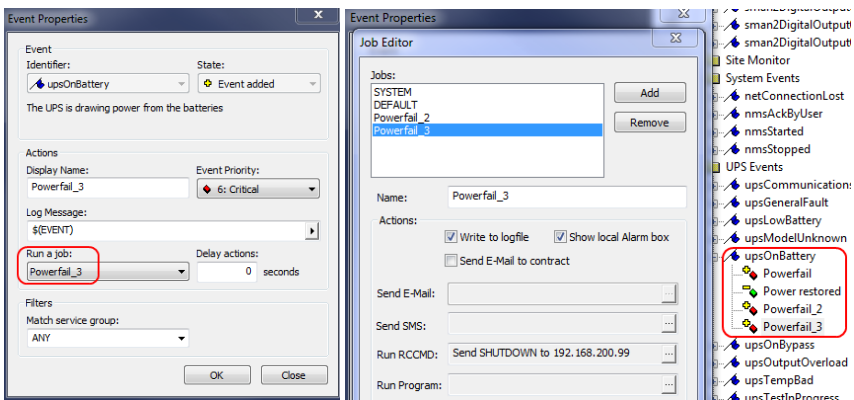 Event Properties
x
Event
Identifier:
State:
upsOnBattery
Event added
The UPS is drawing power from the batteries
Actions
Display Name:
Event Priority:
Powerfail_3
6: Critical
Log Message:
$(EVENT)
Run a job:
Delay actions:
Powerfail_3
0 seconds
Filters
Match service group:
ANY
OK
Close
Event Properties
Job Editor
Jobs:
SYSTEM
DEFAULT
Powerfail_2
Powerfail_3
Add
Remove
Name:
Powerfail_3
Actions:
Write to logfile
Show local Alarm box
Send E-Mail to contract
Send E-Mail:
...
Send SMS:
...
Run RCCMD:
Send SHUTDOWN to 192.168.200.99
...
Run Program:
...
sman2DigitalOutput
sman2DigitalOutput
Site Monitor
System Events
netConnectionLost
nmsAckByUser
nmsStarted
nmsStopped
UPS Events
upsCommunications
upsGeneralFault
upsLowBattery
upsModelUnknown
upsOnBattery
Powerfail
Power restored
Powerfail_2
Powerfail_3
upsOnBypass
upsOutputOverload
upsTempBad
upsTestInProgress